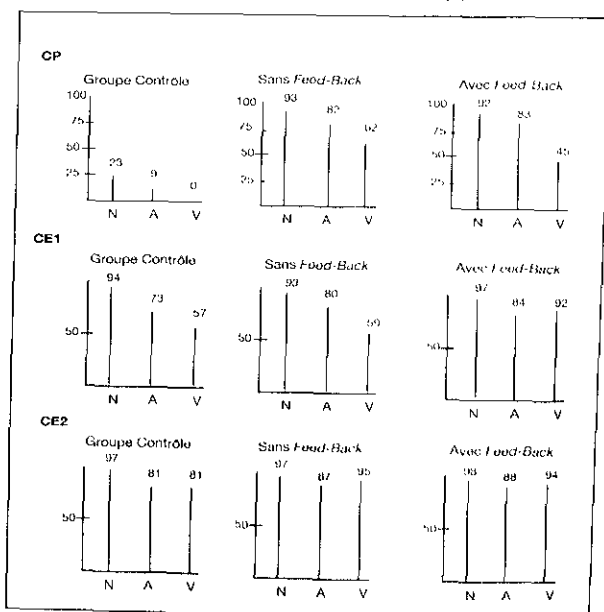 CP
Groupe Contrôle Sans Feed-Back Avec Feed-Back
100 75 50 25 23 9 0 N A V
100 75 50 25 93 82 62 N A V
100 75 50 25 92 83 45 N A V
CE1
Groupe Contrôle Sans Feed-Back Avec Feed-Back
50 94 73 57 N A V
50 93 80 59 N A V
50 97 84 92 N A V
CE2
Groupe Contrôle Sans Feed-Back Avec Feed-Back
50 97 81 81 N A V
50 97 87 95 N A V
50 88 94 N A V